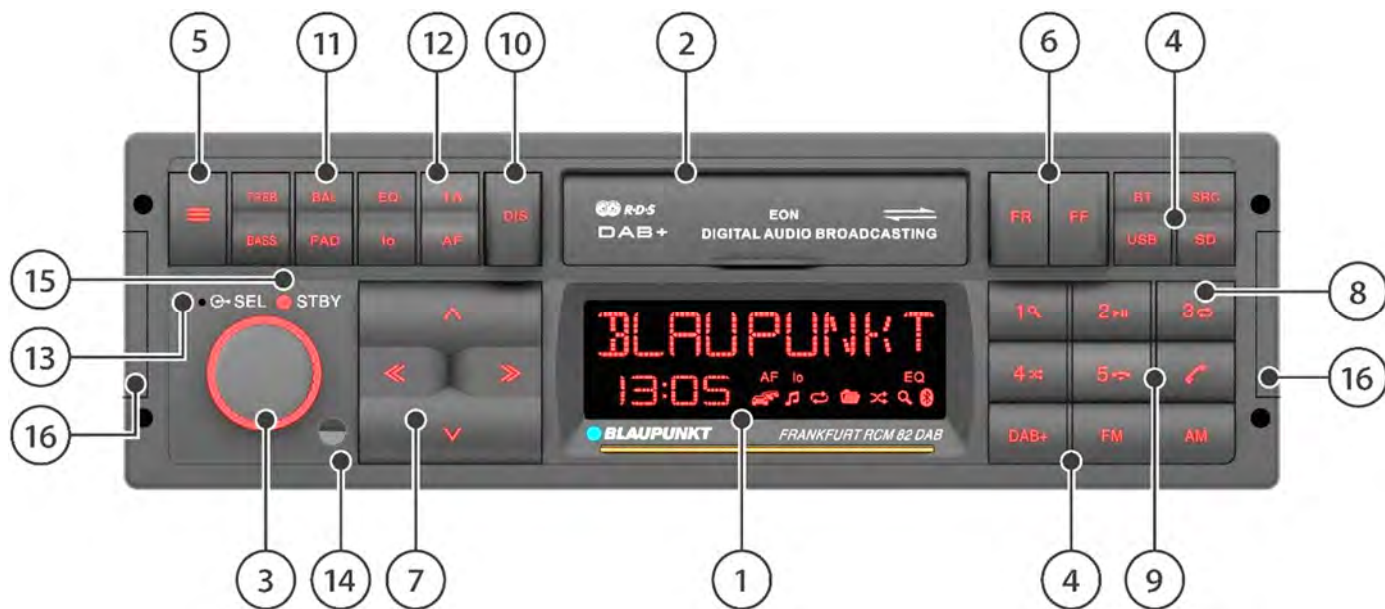 5 11 12 10 2 6 4
TREB BAL EQ TA DIS
BASS PAD lo AF
R·D·S
DAB+
EON
DIGITAL AUDIO BROADCASTING
FR FF
BT SRC
USB SD
15
13
16
SEL STBY
BLAUPUNKT
AF lo EQ
13:05
BLAUPUNKT FRANKFURT RCM 82 DAB
1 2 3
4 5
DAB+ FM AM
8
16
3 14 7 1 4 9